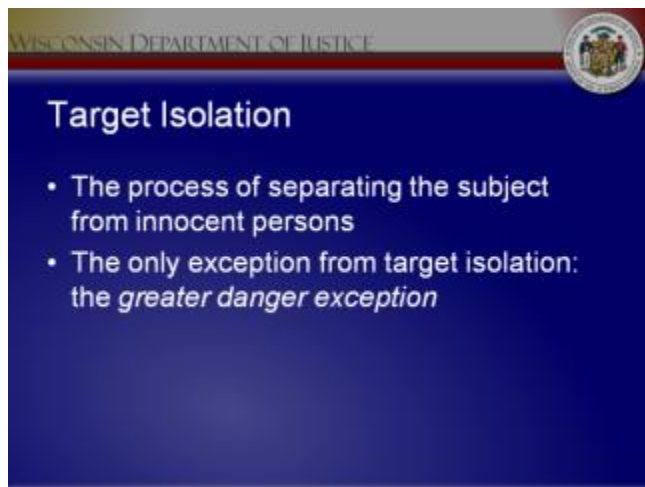 WISCONSIN DEPARTMENT OF JUSTICE
Target Isolation
• The process of separating the subject
from innocent persons
• The only exception from target isolation:
the greater danger exception